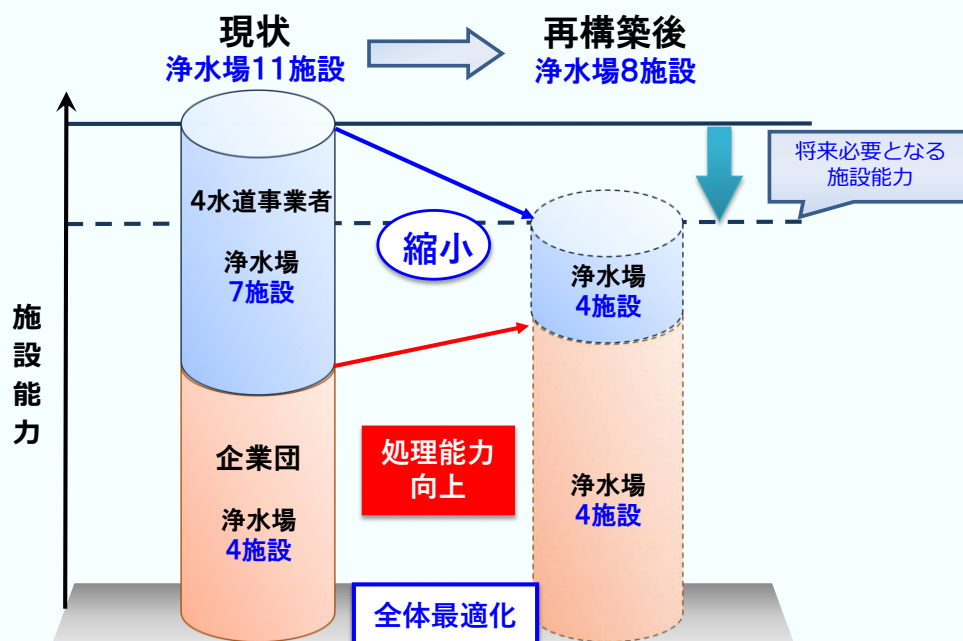 現状
浄水場11施設
再構築後
浄水場8施設
将来必要となる
施設能力
4水道事業者
浄水場
7施設
縮小
浄水場
4施設
施設能力
企業団
浄水場
4施設
処理能力
向上
浄水場
4施設
全体最適化